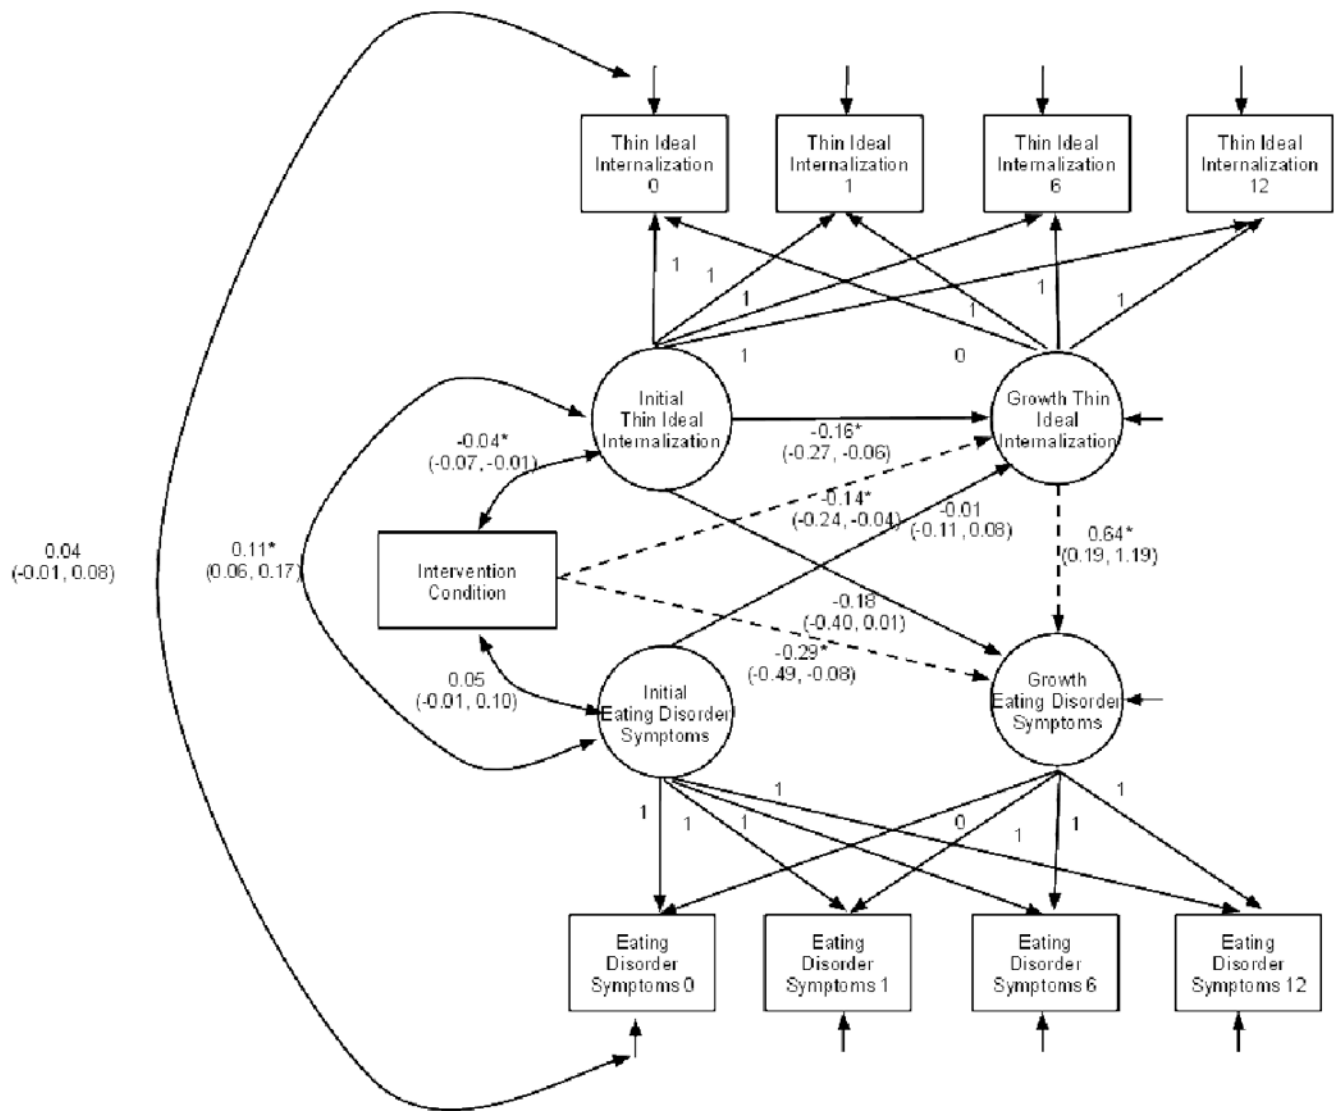 Thin Ideal
Internalization
0
Thin Ideal
Internalization
1
Thin Ideal
Internalization
6
Thin Ideal
Internalization
12
1
1
1
1
1
1
1
0
Initial
Thin Ideal
Internalization
Growth Thin
Ideal
Internalization
-0.16*
(-0.27, -0.06)
-0.04*
(-0.07, -0.01)
-0.14*
(-0.24, -0.04)
-0.01
(-0.11, 0.08)
0.64*
(0.19, 1.19)
0.04
(-0.01, 0.08)
0.11*
(0.06, 0.17)
Intervention
Condition
-0.18
(-0.40, 0.01)
-0.29*
(-0.49, -0.08)
0.05
(-0.01, 0.10)
Initial
Eating Disorder
Symptoms
Growth
Eating Disorder
Symptoms
1
1
1
1
0
1
1
1
Eating
Disorder
Symptoms 0
Eating
Disorder
Symptoms 1
Eating
Disorder
Symptoms 6
Eating
Disorder
Symptoms 12